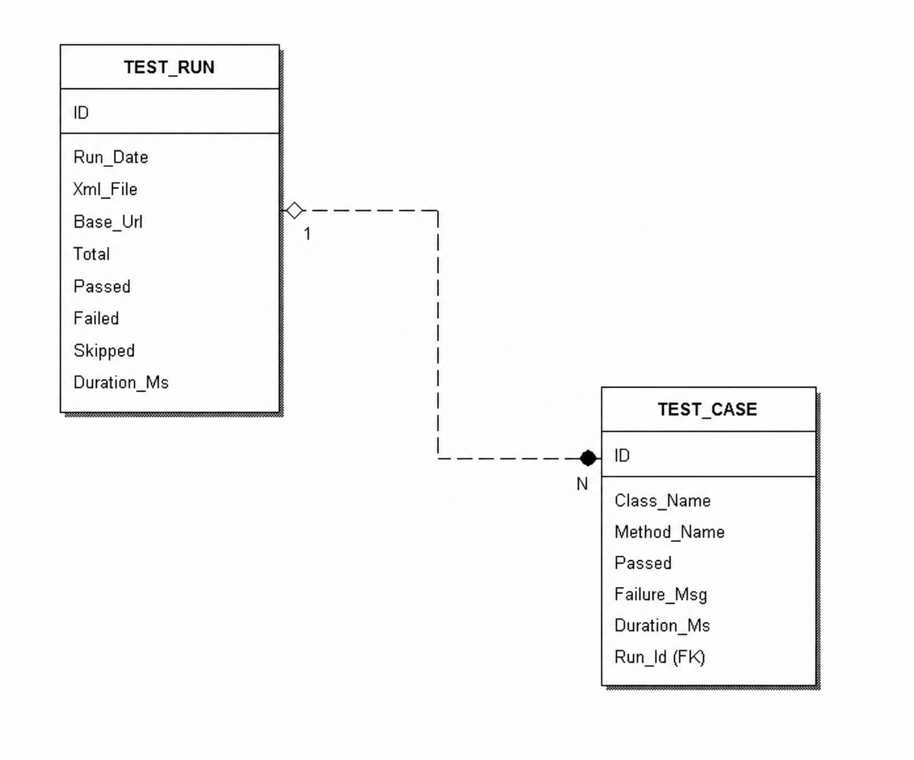 TEST_RUN
ID
Run_Date
Xml_File
Base_Url
Total
Passed
Failed
Skipped
Duration_Ms
1
N
TEST_CASE
ID
Class_Name
Method_Name
Passed
Failure_Msg
Duration_Ms
Run_Id (FK)